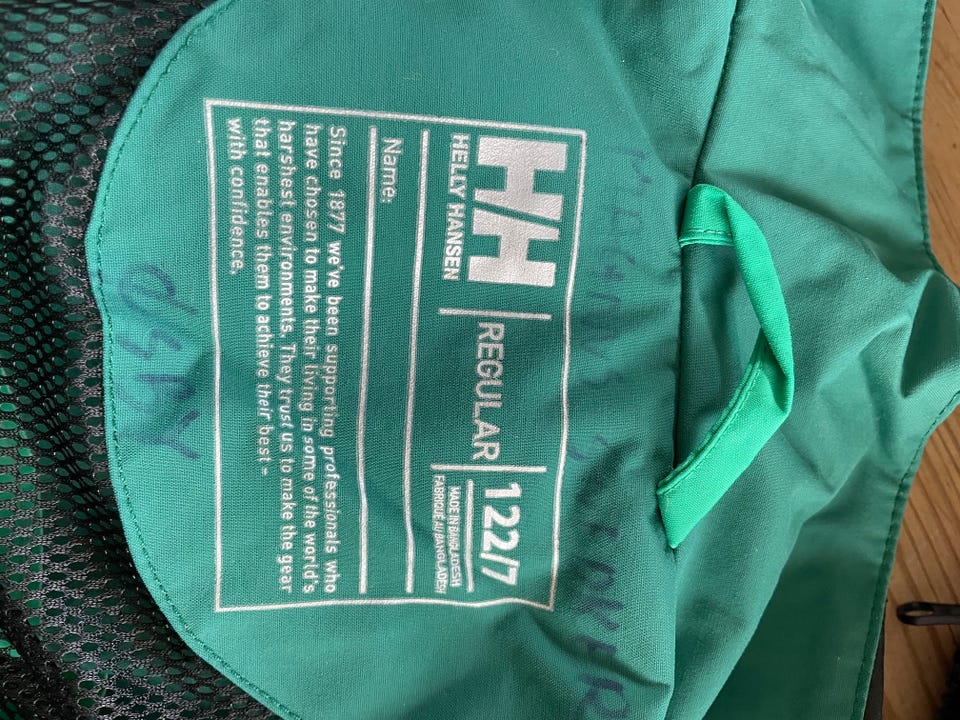 HH
HELLY HANSEN
REGULAR
122/7
MADE IN BANGLADESH
FABRIQUÉ AU BANGLADESH
Name:
Since 1877 we've been supporting professionals who
have chosen to make their living in some of the world's
harshest environments. They trust us to make the gear
that enables them to achieve their best -
with confidence.